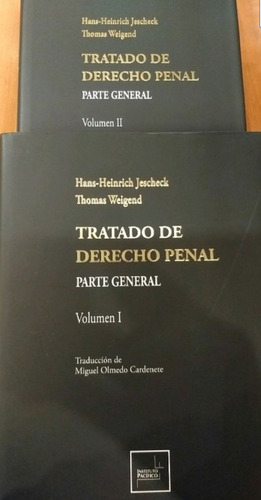 Hans-Heinrich Jescheck
Thomas Weigend
TRATADO DE
DERECHO PENAL
PARTE GENERAL
Volumen II
Hans-Heinrich Jescheck
Thomas Weigend
TRATADO DE
DERECHO PENAL
PARTE GENERAL
Volumen I
Traducción de
Miguel Olmedo Cardenete
INSTITUTO
PACÍFICO